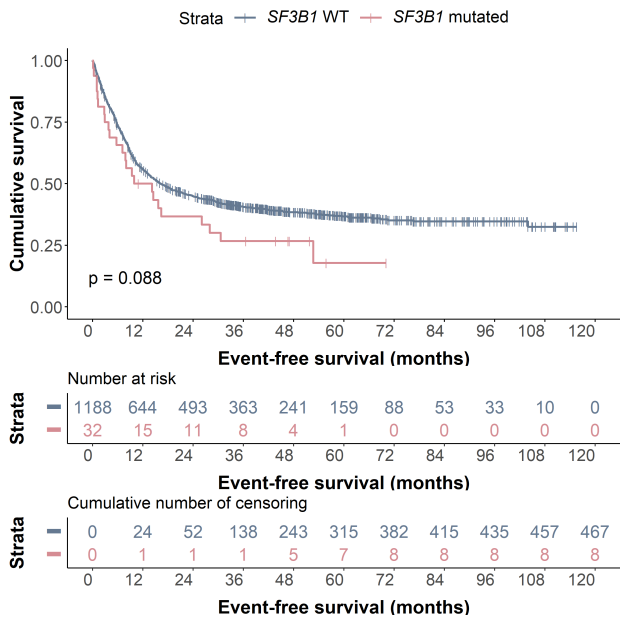 Strata SF3B1 WT SF3B1 mutated
Cumulative survival
1.00
0.75
0.50
0.25
0.00
p = 0.088
0 12 24 36 48 60 72 84 96 108 120
Event-free survival (months)
Number at risk
Strata
1188 644 493 363 241 159 88 53 33 10 0
32 15 11 8 4 1 0 0 0 0 0
0 12 24 36 48 60 72 84 96 108 120
Event-free survival (months)
Cumulative number of censoring
Strata
0 24 52 138 243 315 382 415 435 457 467
0 1 1 1 5 7 8 8 8 8 8
0 12 24 36 48 60 72 84 96 108 120
Event-free survival (months)